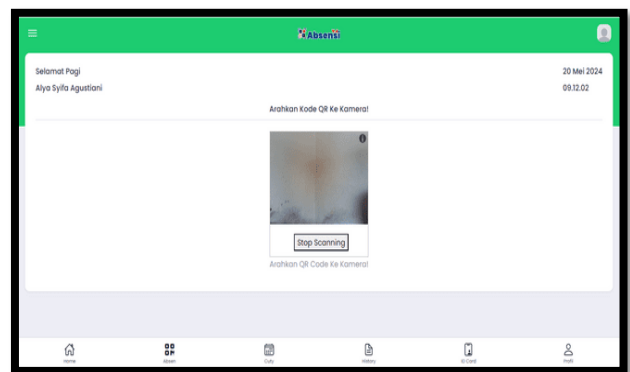 Absensi
Selamat Pagi
20 Mei 2024
Alya Syifa Agustiani
09.12.02
Arahkan Kode QR Ke Kamera!
Stop Scanning
Arahkan QR Code Ke Kamera!
Home
Absen
Cuty
History
ID Card
Profil